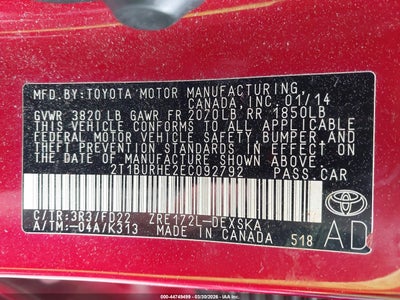 MFD.BY:TOYOTA MOTOR MANUFACTURING,
CANADA,INC. 01/14
GVWR 3820 LB GAWR FR 2070LB RR 1850LB
THIS VEHICLE CONFORMS TO ALL APPLICABLE
FEDERAL MOTOR VEHICLE SAFETY, BUMPER, AND
THEFT PREVENTION STANDARDS IN EFFECT ON
THE DATE OF MANUFACTURE SHOWN ABOVE.
2T1BURHE2EC092792 PASS.CAR
C/TR:3R3/FD22 ZRE172L-DEXSKA
A/TM:-04A/K313 MADE IN CANADA 518
TOYOTA
AD
000-44749499 - 03/10/2026 - © IAA